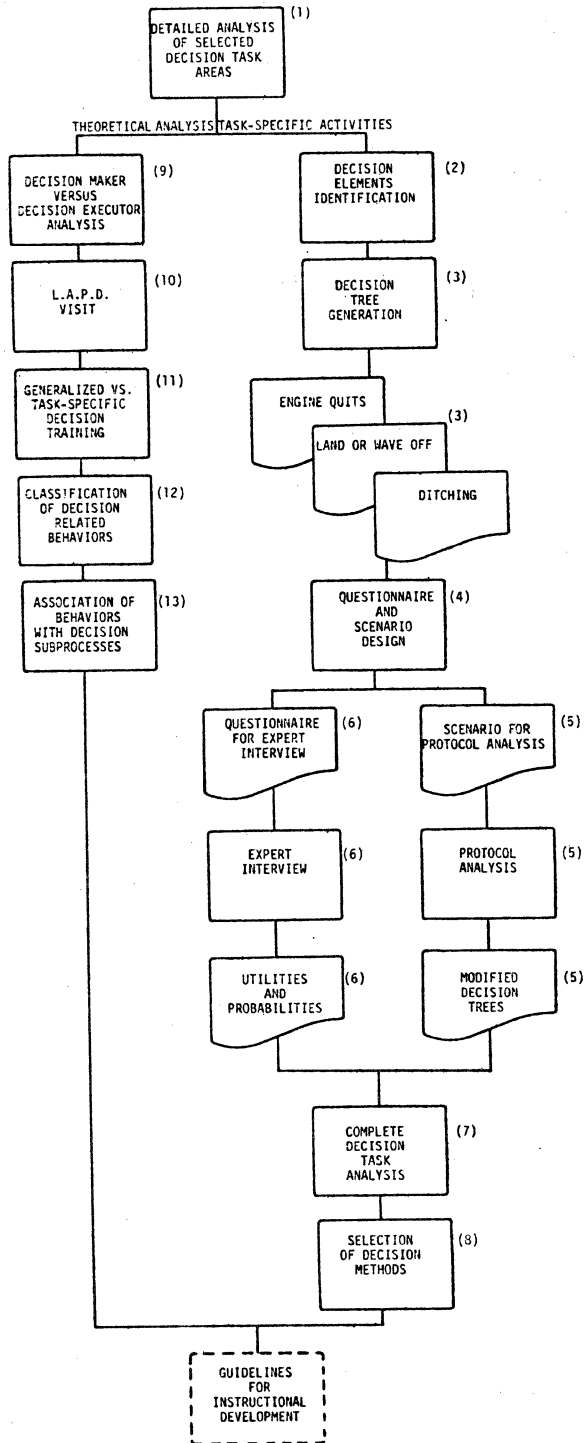 (1)
DETAILED ANALYSIS
OF SELECTED
DECISION TASK
AREAS
THEORETICAL ANALYSIS TASK-SPECIFIC ACTIVITIES
(9)
DECISION MAKER
VERSUS
DECISION EXECUTOR
ANALYSIS
(10)
L.A.P.D.
VISIT
(11)
GENERALIZED VS.
TASK-SPECIFIC
DECISION
TRAINING
(12)
CLASSIFICATION
OF DECISION
RELATED
BEHAVIORS
(13)
ASSOCIATION OF
BEHAVIORS
WITH DECISION
SUBPROCESSES
(2)
DECISION
ELEMENTS
IDENTIFICATION
(3)
DECISION
TREE
GENERATION
ENGINE QUITS
(3)
LAND OR WAVE OFF
DITCHING
(4)
QUESTIONNAIRE
AND
SCENARIO
DESIGN
(6)
QUESTIONNAIRE
FOR EXPERT
INTERVIEW
(5)
SCENARIO FOR
PROTOCOL ANALYSIS
(6)
EXPERT
INTERVIEW
(5)
PROTOCOL
ANALYSIS
(6)
UTILITIES
AND
PROBABILITIES
(5)
MODIFIED
DECISION
TREES
(7)
COMPLETE
DECISION
TASK
ANALYSIS
(8)
SELECTION
OF DECISION
METHODS
GUIDELINES
FOR
INSTRUCTIONAL
DEVELOPMENT